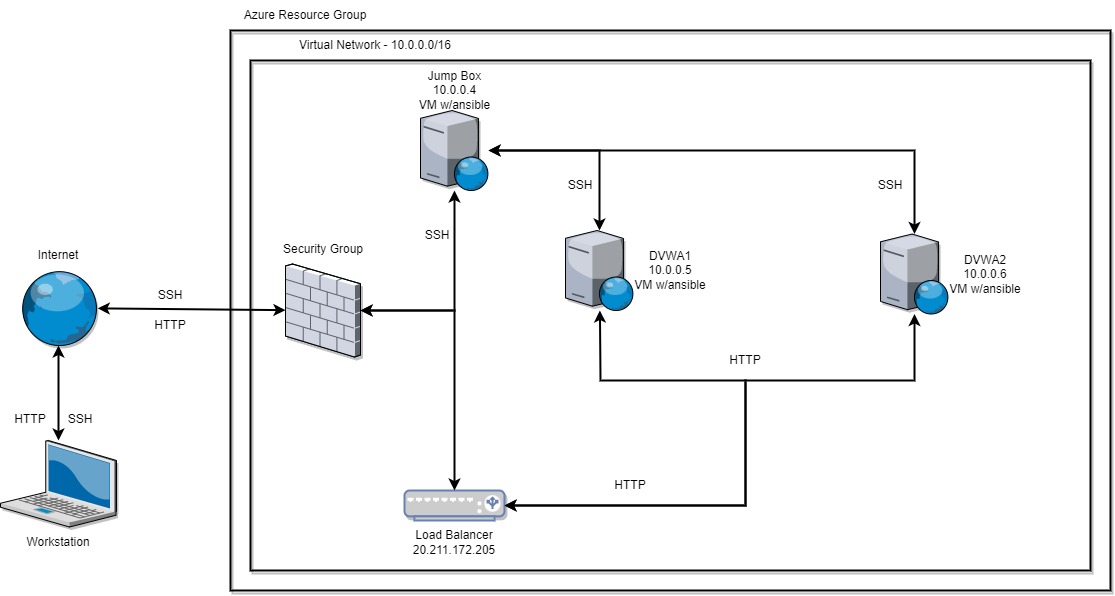 Azure Resource Group
Virtual Network - 10.0.0.0/16
Jump Box
10.0.0.4
VM w/ansible
SSH
SSH
DVWA1
10.0.0.5
VM w/ansible
DVWA2
10.0.0.6
VM w/ansible
SSH
Security Group
Internet
SSH
HTTP
HTTP
HTTP
SSH
HTTP
Load Balancer
20.211.172.205
Workstation